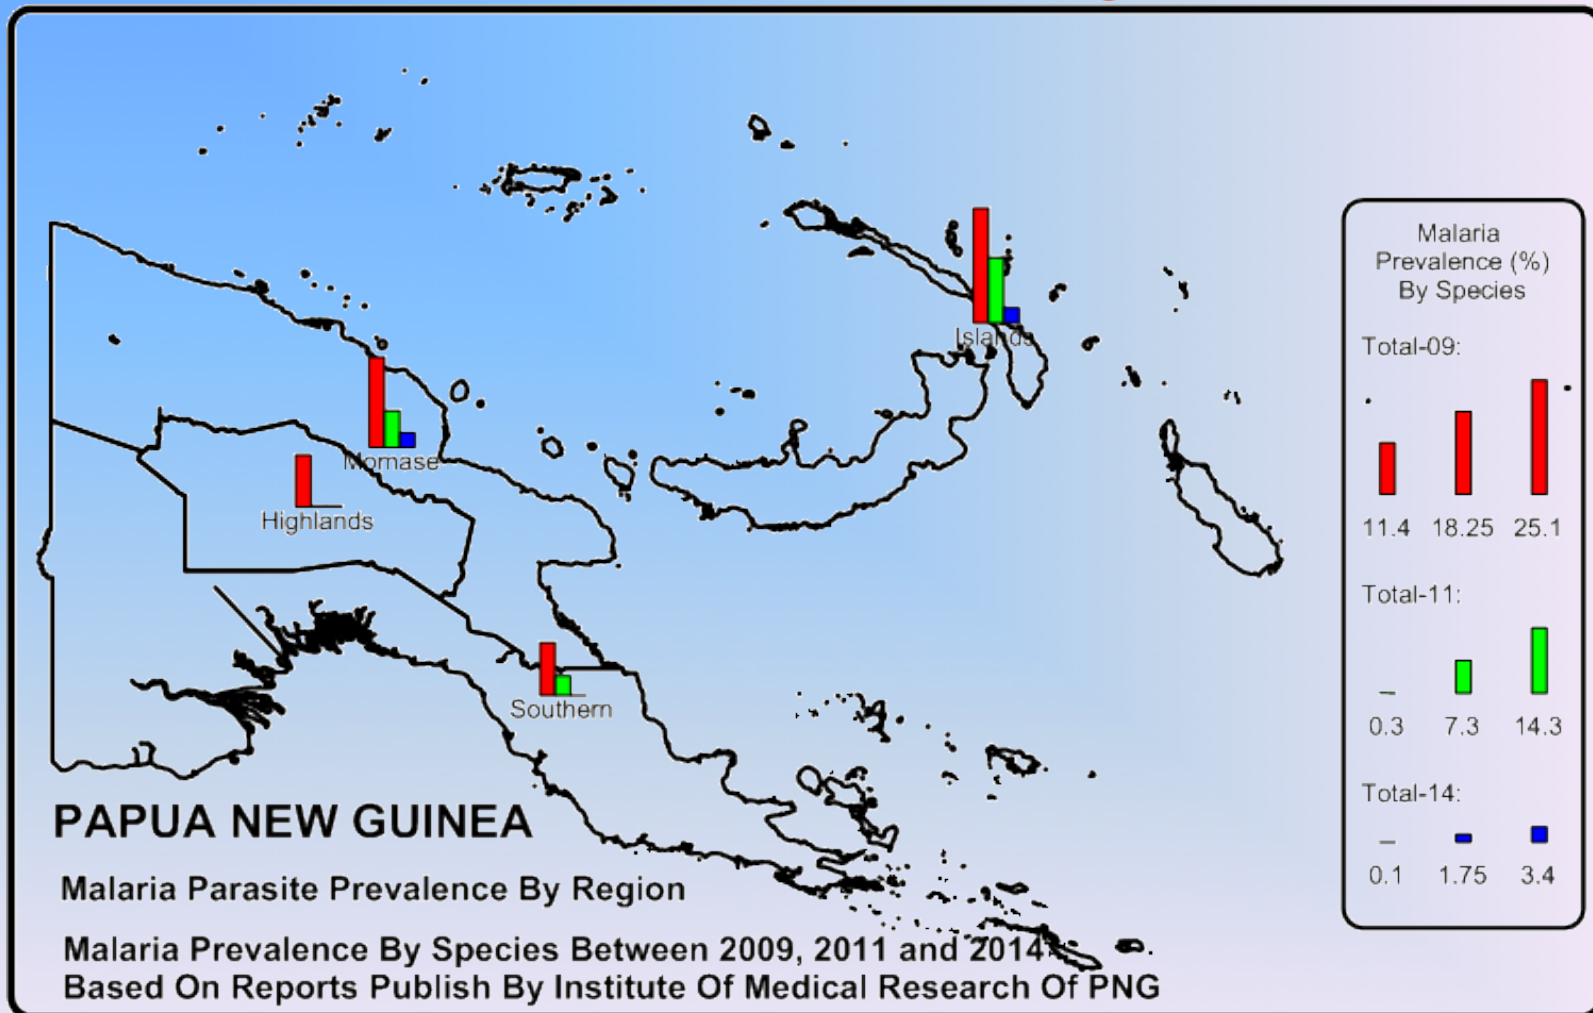 Islands
Momase
Highlands
Southern
PAPUA NEW GUINEA
Malaria Parasite Prevalence By Region
Malaria Prevalence By Species Between 2009, 2011 and 2014
Based On Reports Publish By Institute Of Medical Research Of PNG
Malaria
Prevalence (%)
By Species
Total-09:
11.4 18.25 25.1
Total-11:
0.3 7.3 14.3
Total-14:
0.1 1.75 3.4